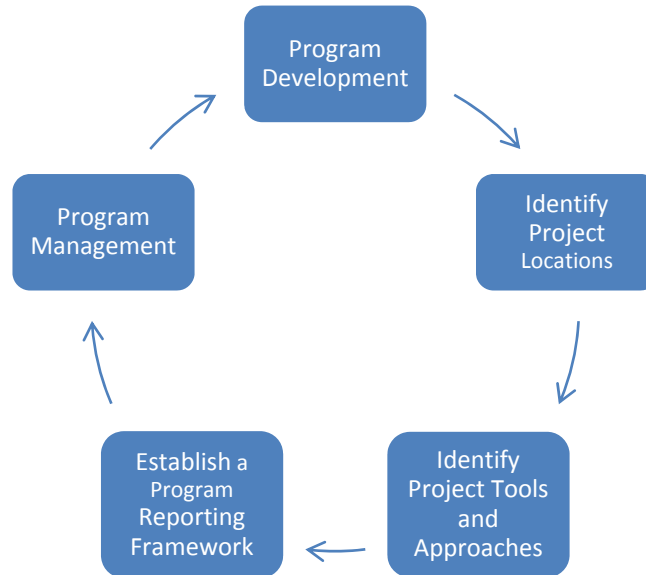 Program
Development
Identify
Project
Locations
Identify
Project Tools
and
Approaches
Establish a
Program
Reporting
Framework
Program
Management